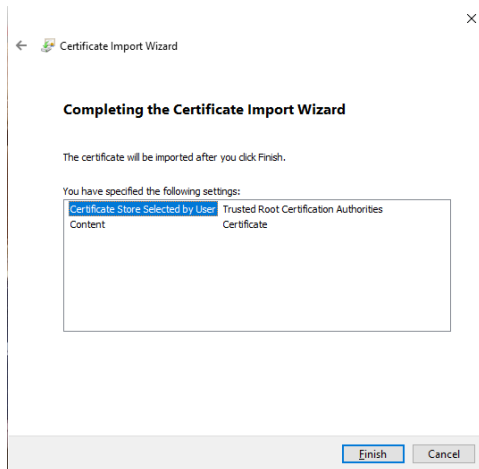 Certificate Import Wizard
Completing the Certificate Import Wizard
The certificate will be imported after you click Finish.
You have specified the following settings:
Certificate Store Selected by User Trusted Root Certification Authorities
Content Certificate
Finish Cancel